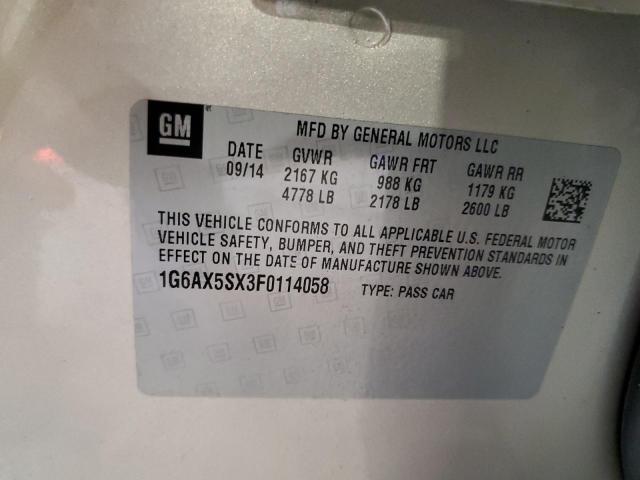 GM
MFD BY GENERAL MOTORS LLC
DATE GVWR GAWR FRT GAWR RR
09/14 2167 KG 988 KG 1179 KG
4778 LB 2178 LB 2600 LB
THIS VEHICLE CONFORMS TO ALL APPLICABLE U.S. FEDERAL MOTOR
VEHICLE SAFETY, BUMPER, AND THEFT PREVENTION STANDARDS IN
EFFECT ON THE DATE OF MANUFACTURE SHOWN ABOVE.
1G6AX5SX3F0114058 TYPE: PASS CAR